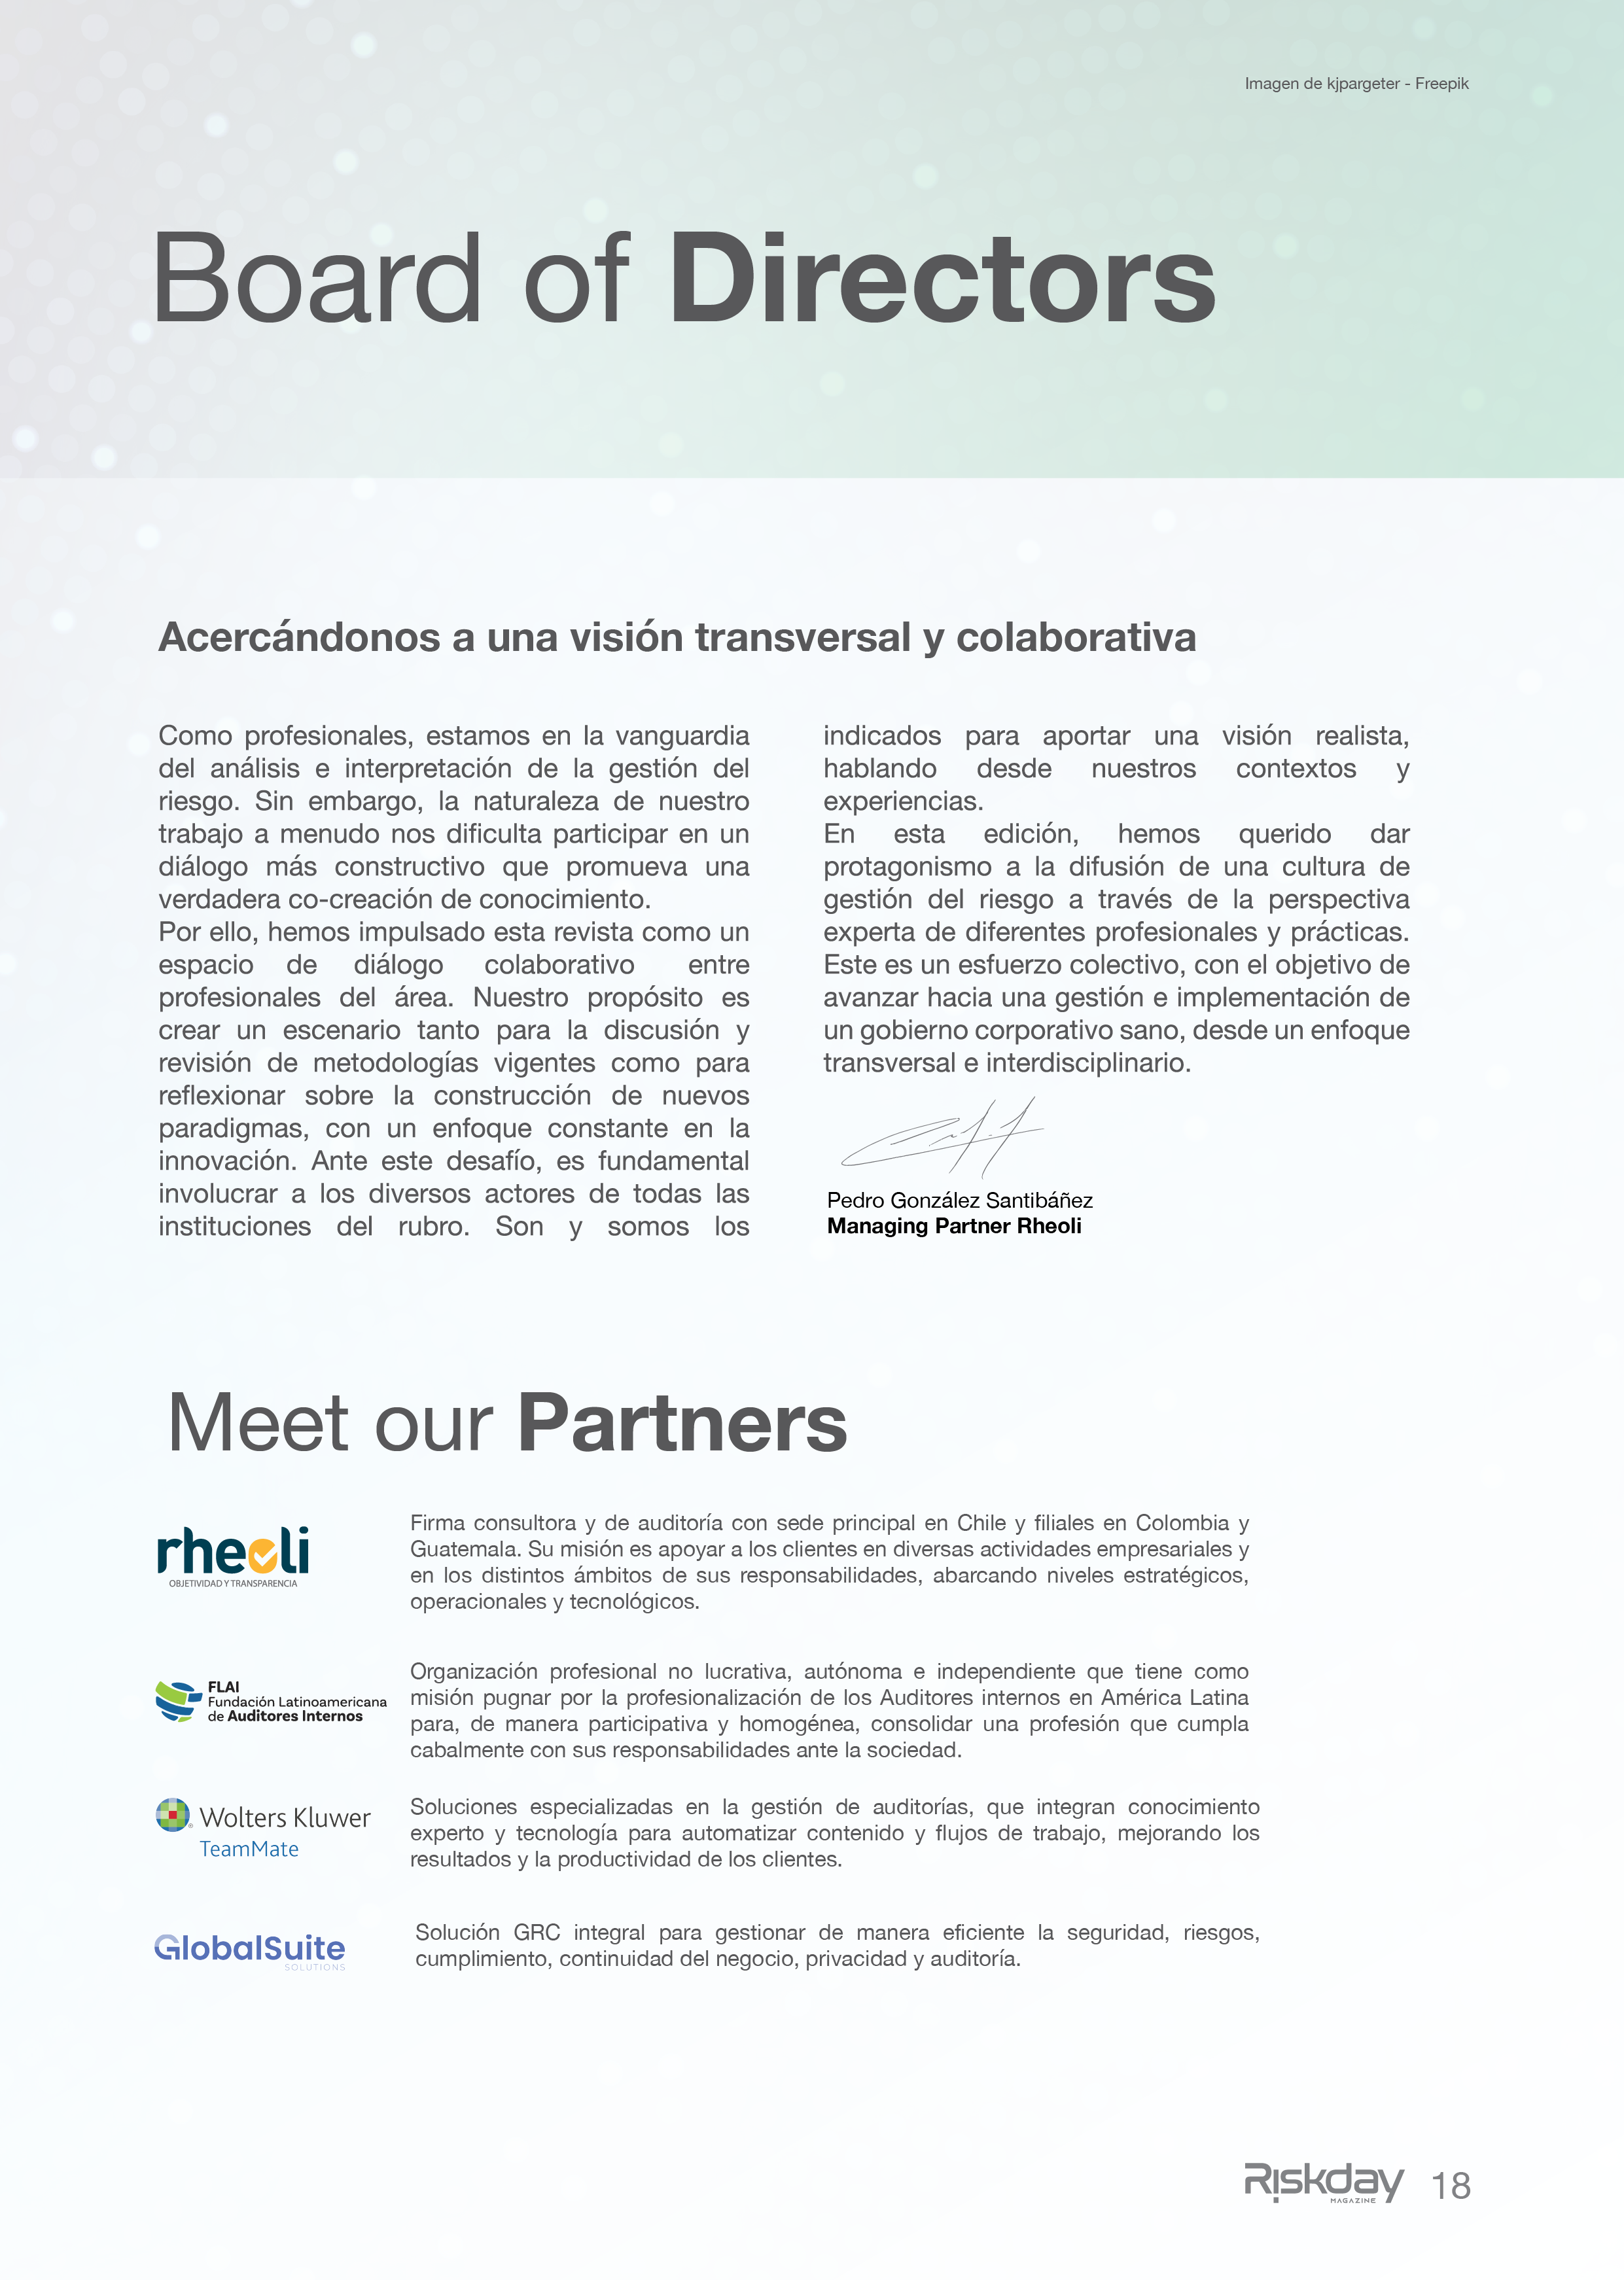 Imagen de kjpargeter - Freepik
Board of Directors
Acercándonos a una visión transversal y colaborativa
Como profesionales, estamos en la vanguardia
del análisis e interpretación de la gestión del
riesgo. Sin embargo, la naturaleza de nuestro
trabajo a menudo nos dificulta participar en un
diálogo más constructivo que promueva una
verdadera co-creación de conocimiento.
Por ello, hemos impulsado esta revista como un
espacio de diálogo colaborativo entre
profesionales del área. Nuestro propósito es
crear un escenario tanto para la discusión y
revisión de metodologías vigentes como para
reflexionar sobre la construcción de nuevos
paradigmas, con un enfoque constante en la
innovación. Ante este desafío, es fundamental
involucrar a los diversos actores de todas las
instituciones del rubro. Son y somos los
indicados para aportar una visión realista,
hablando desde nuestros contextos y
experiencias.
En esta edición, hemos querido dar
protagonismo a la difusión de una cultura de
gestión del riesgo a través de la perspectiva
experta de diferentes profesionales y prácticas.
Este es un esfuerzo colectivo, con el objetivo de
avanzar hacia una gestión e implementación de
un gobierno corporativo sano, desde un enfoque
transversal e interdisciplinario.
Pedro González Santibáñez
Managing Partner Rheoli
Meet our Partners
rheoli
OBJETIVIDAD Y TRANSPARENCIA
Firma consultora y de auditoría con sede principal en Chile y filiales en Colombia y
Guatemala. Su misión es apoyar a los clientes en diversas actividades empresariales y
en los distintos ámbitos de sus responsabilidades, abarcando niveles estratégicos,
operacionales y tecnológicos.
FLAI
Fundación Latinoamericana
de Auditores Internos
Organización profesional no lucrativa, autónoma e independiente que tiene como
misión pugnar por la profesionalización de los Auditores internos en América Latina
para, de manera participativa y homogénea, consolidar una profesión que cumpla
cabalmente con sus responsabilidades ante la sociedad.
Wolters Kluwer
TeamMate
Soluciones especializadas en la gestión de auditorías, que integran conocimiento
experto y tecnología para automatizar contenido y flujos de trabajo, mejorando los
resultados y la productividad de los clientes.
GlobalSuite
SOLUTIONS
Solución GRC integral para gestionar de manera eficiente la seguridad, riesgos,
cumplimiento, continuidad del negocio, privacidad y auditoría.
Riskday
MAGAZINE
18